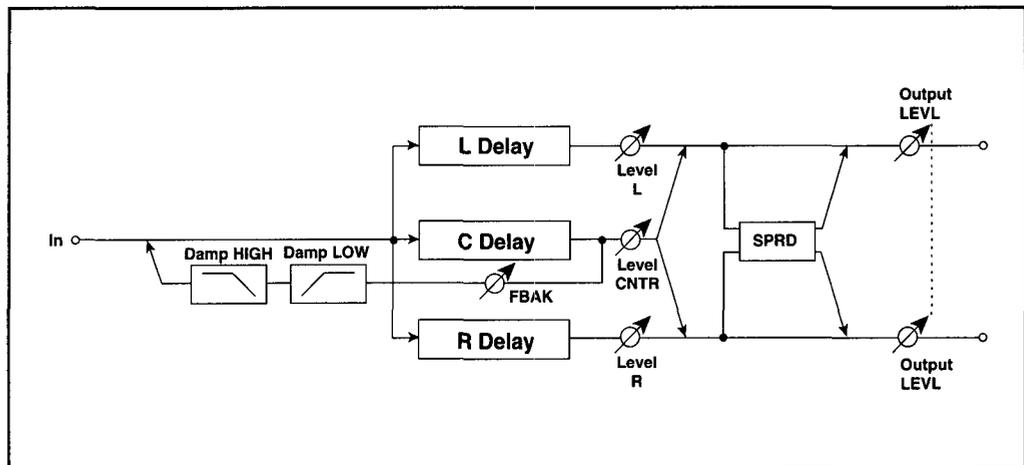 Output
LEVL
L Delay
Level
L
In
Damp HIGH
Damp LOW
C Delay
Level
CNTR
SPRD
FBAK
R Delay
Level
R
Output
LEVL